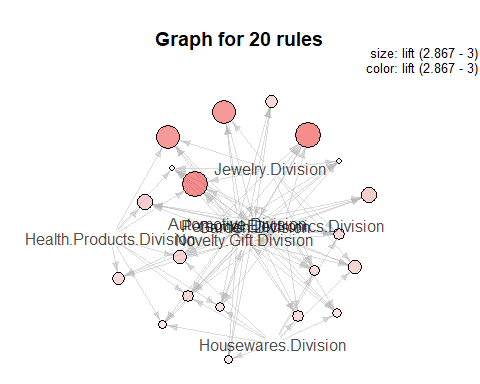 Graph for 20 rules
size: lift (2.867 - 3)
color: lift (2.867 - 3)
Jewelry.Division
Automotive.Division
Health.Products.Division
Novelty.Gift.Division
Housewares.Division